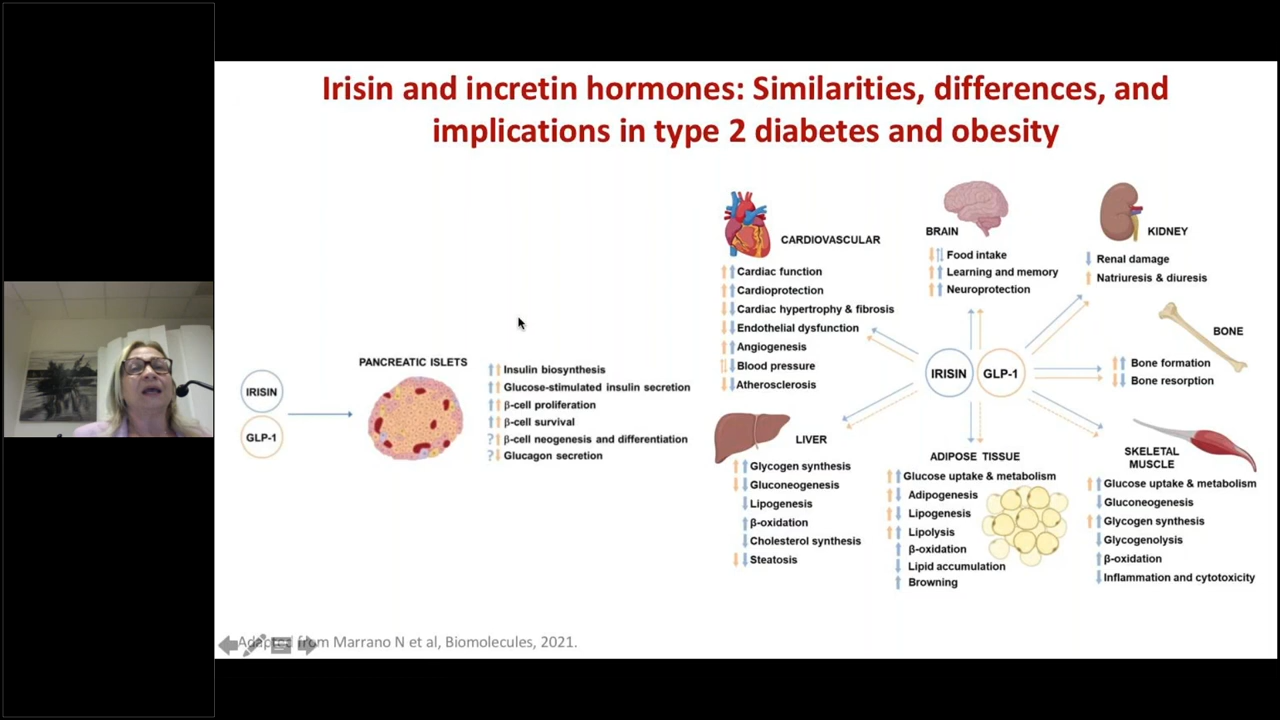 Irisin and incretin hormones: Similarities, differences, and
implications in type 2 diabetes and obesity
IRISIN
GLP-1
PANCREATIC ISLETS
Insulin biosynthesis
Glucose-stimulated insulin secretion
β-cell proliferation
β-cell survival
? β-cell neogenesis and differentiation
? Glucagon secretion
CARDIOVASCULAR
Cardiac function
Cardioprotection
Cardiac hypertrophy & fibrosis
Endothelial dysfunction
Angiogenesis
Blood pressure
Atherosclerosis
BRAIN
Food intake
Learning and memory
Neuroprotection
KIDNEY
Renal damage
Natriuresis & diuresis
BONE
Bone formation
Bone resorption
IRISIN
GLP-1
LIVER
Glycogen synthesis
Gluconeogenesis
Lipogenesis
β-oxidation
Cholesterol synthesis
Steatosis
ADIPOSE TISSUE
Glucose uptake & metabolism
Adipogenesis
Lipogenesis
Lipolysis
β-oxidation
Lipid accumulation
Browning
SKELETAL
MUSCLE
Glucose uptake & metabolism
Gluconeogenesis
Glycogen synthesis
Glycogenolysis
β-oxidation
Inflammation and cytotoxicity
Adapted from Marrano N et al, Biomolecules, 2021.